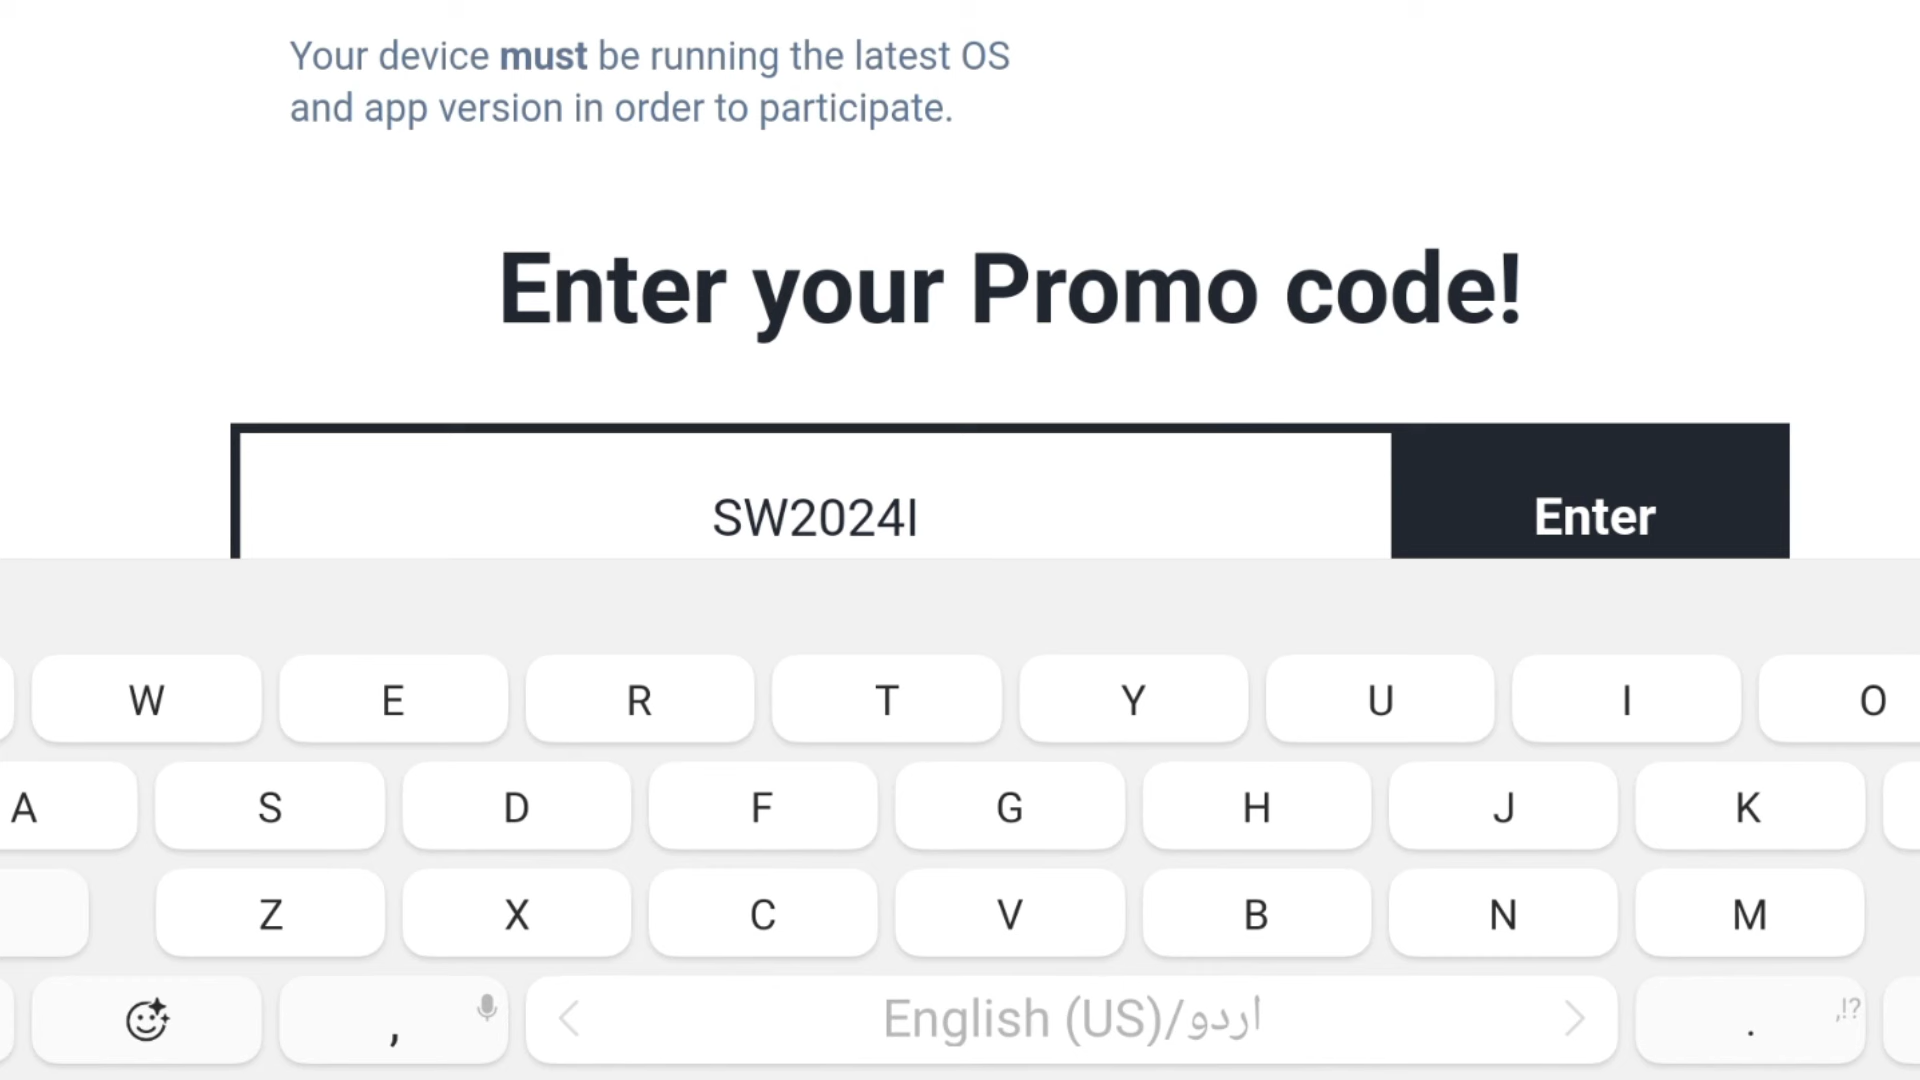 Your device must be running the latest OS
and app version in order to participate.
Enter your Promo code!
SW2024I
Enter
W E R T Y U I O
A S D F G H J K
Z X C V B N M
, English (US)/اردو . ,!?